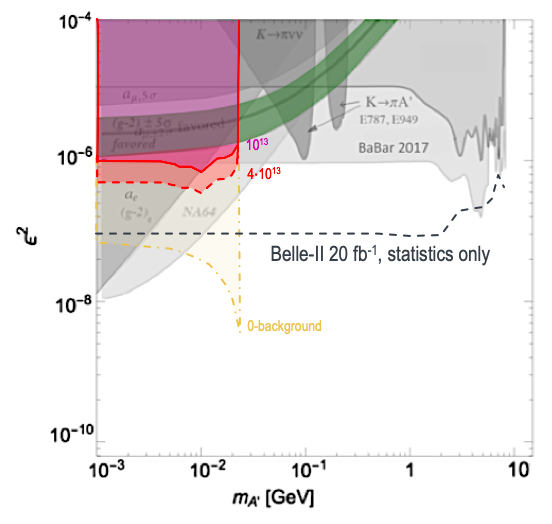 10⁻⁴
K→πνν
aμ,5σ
(g-2) ± 5σ
favored
favored
K→πA'
E787, E949
10¹³
BaBar 2017
10⁻⁶
4·10¹³
aₑ
(g-2)ₑ
NA64
ε²
Belle-II 20 fb⁻¹, statistics only
10⁻⁸
0-background
10⁻¹⁰
10⁻³
10⁻²
10⁻¹
1
10
mA' [GeV]